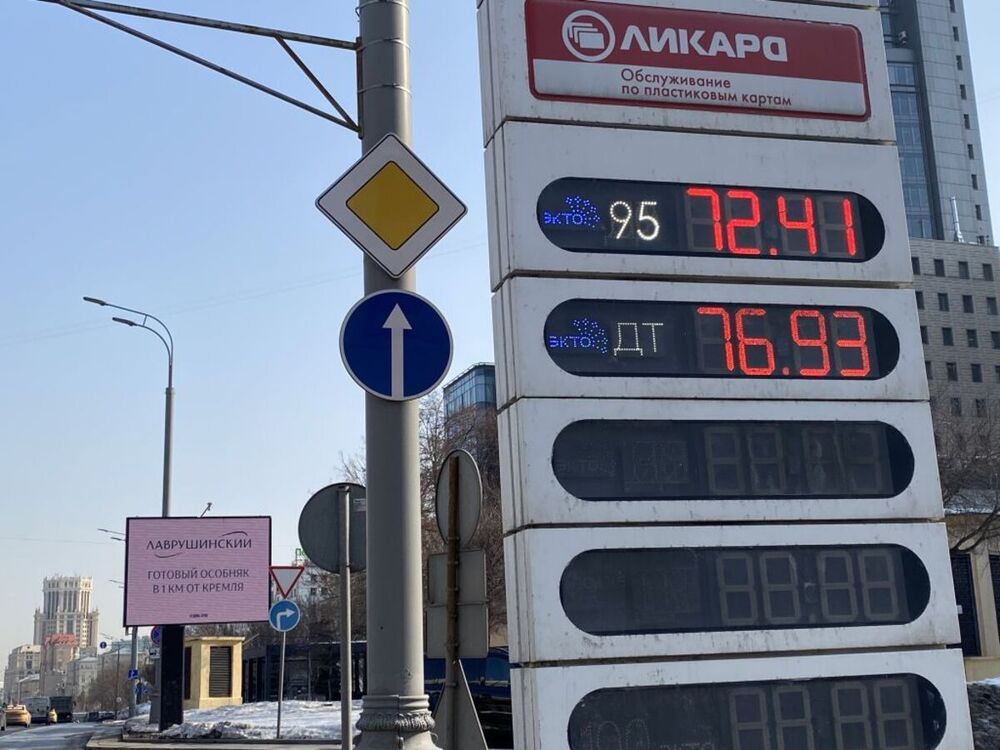 ЛИКАРД
Обслуживание
по пластиковым картам
ЭКТО 95 72.41
ЭКТО ДТ 76.93
ЛАВРУШИНСКИЙ
ГОТОВЫЙ ОСОБНЯК
В 1 КМ ОТ КРЕМЛЯ